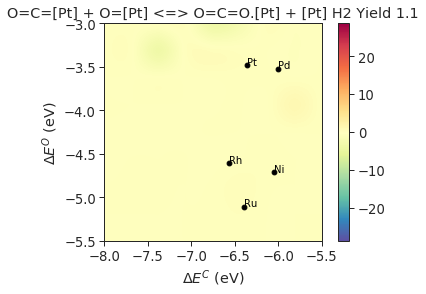 O=C=[Pt] + O=[Pt] <=> O=C=O.[Pt] + [Pt] H2 Yield 1.1
−3.0
−3.5
−4.0
−4.5
−5.0
−5.5
ΔE^O (eV)
Pt
Pd
Rh
Ni
Ru
−8.0 −7.5 −7.0 −6.5 −6.0 −5.5
ΔE^C (eV)
20
10
0
−10
−20